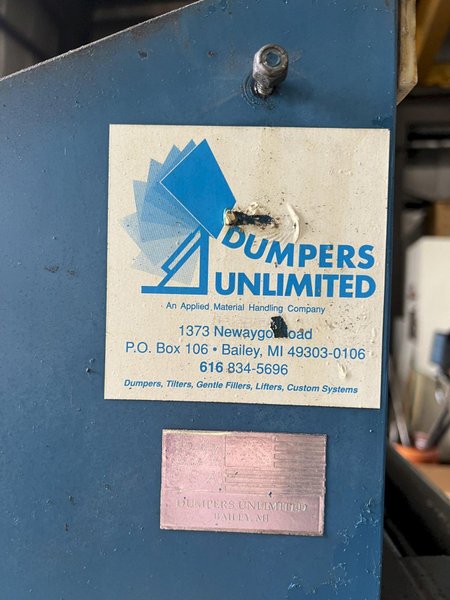 DUMPERS
UNLIMITED
An Applied Material Handling Company
1373 Newaygo Road
P.O. Box 106 • Bailey, MI 49303-0106
616 834-5696
Dumpers, Tilters, Gentle Fillers, Lifters, Custom Systems
DUMPERS UNLIMITED
BAILEY, MI